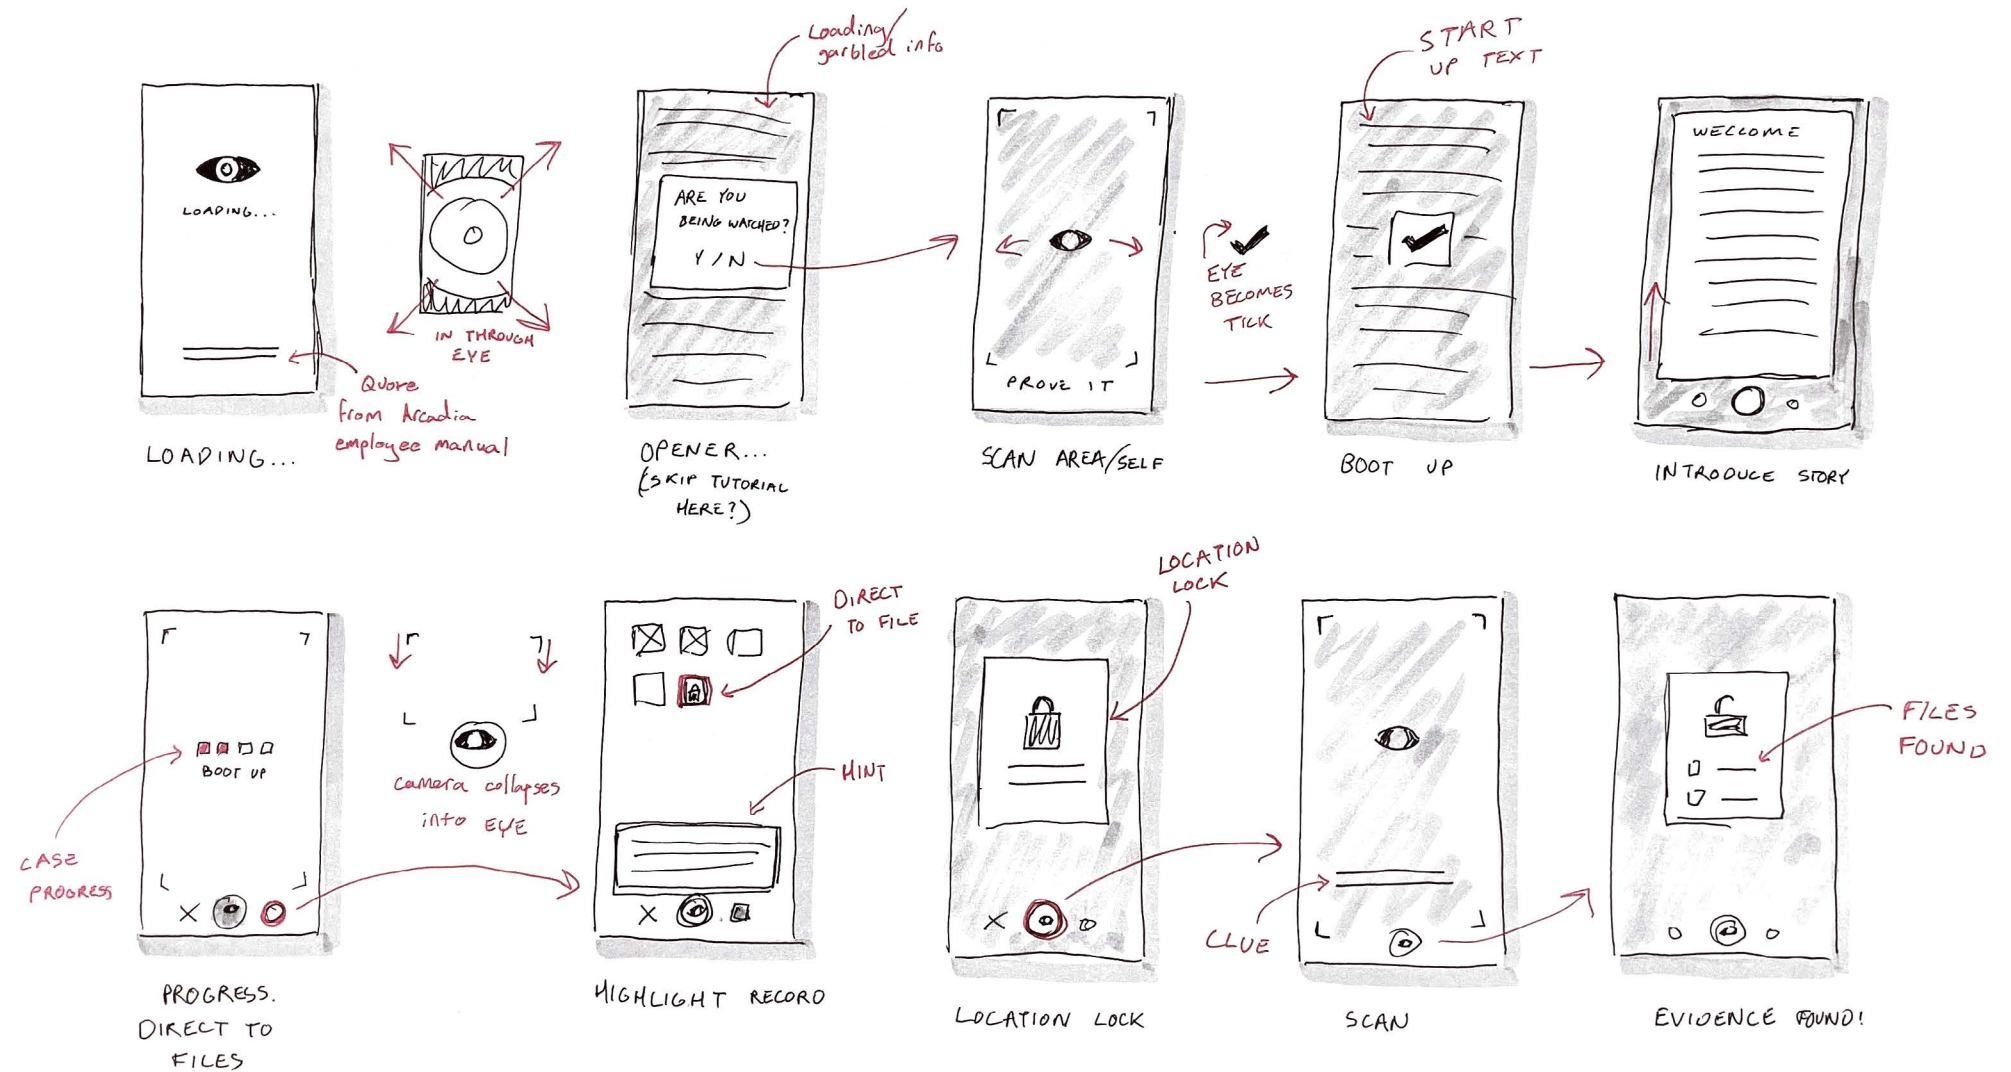 LOADING...
Quore
from Arcadia
employee manual
LOADING...
IN THROUGH
EYE
Loading/
garbled info
ARE YOU
BEING WATCHED?
Y/N
OPENER...
(SKIP TUTORIAL
HERE?)
PROVE IT
SCAN AREA/SELF
EYE
BECOMES
TICK
START
UP TEXT
BOOT UP
WELCOME
INTRODUCE STORY
BOOT UP
CASE
PROGRESS
PROGRESS.
DIRECT TO
FILES
camera collapses
into EYE
DIRECT
TO FILE
HINT
HIGHLIGHT RECORD
LOCATION
LOCK
LOCATION LOCK
CLUE
SCAN
FILES
FOUND
EVIDENCE FOUND!